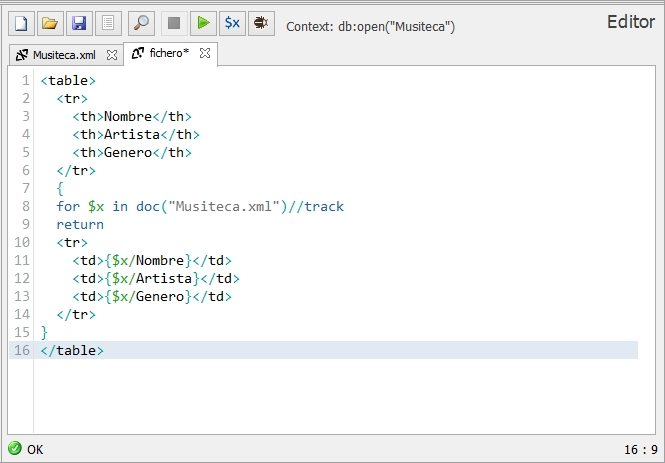 $x Context: db:open("Musiteca") Editor
Musiteca.xml fichero*
1 <table>
2 <tr>
3 <th>Nombre</th>
4 <th>Artista</th>
5 <th>Genero</th>
6 </tr>
7 {
8 for $x in doc("Musiteca.xml")//track
9 return
10 <tr>
11 <td>{$x/Nombre}</td>
12 <td>{$x/Artista}</td>
13 <td>{$x/Genero}</td>
14 </tr>
15 }
16 </table>
OK 16 : 9